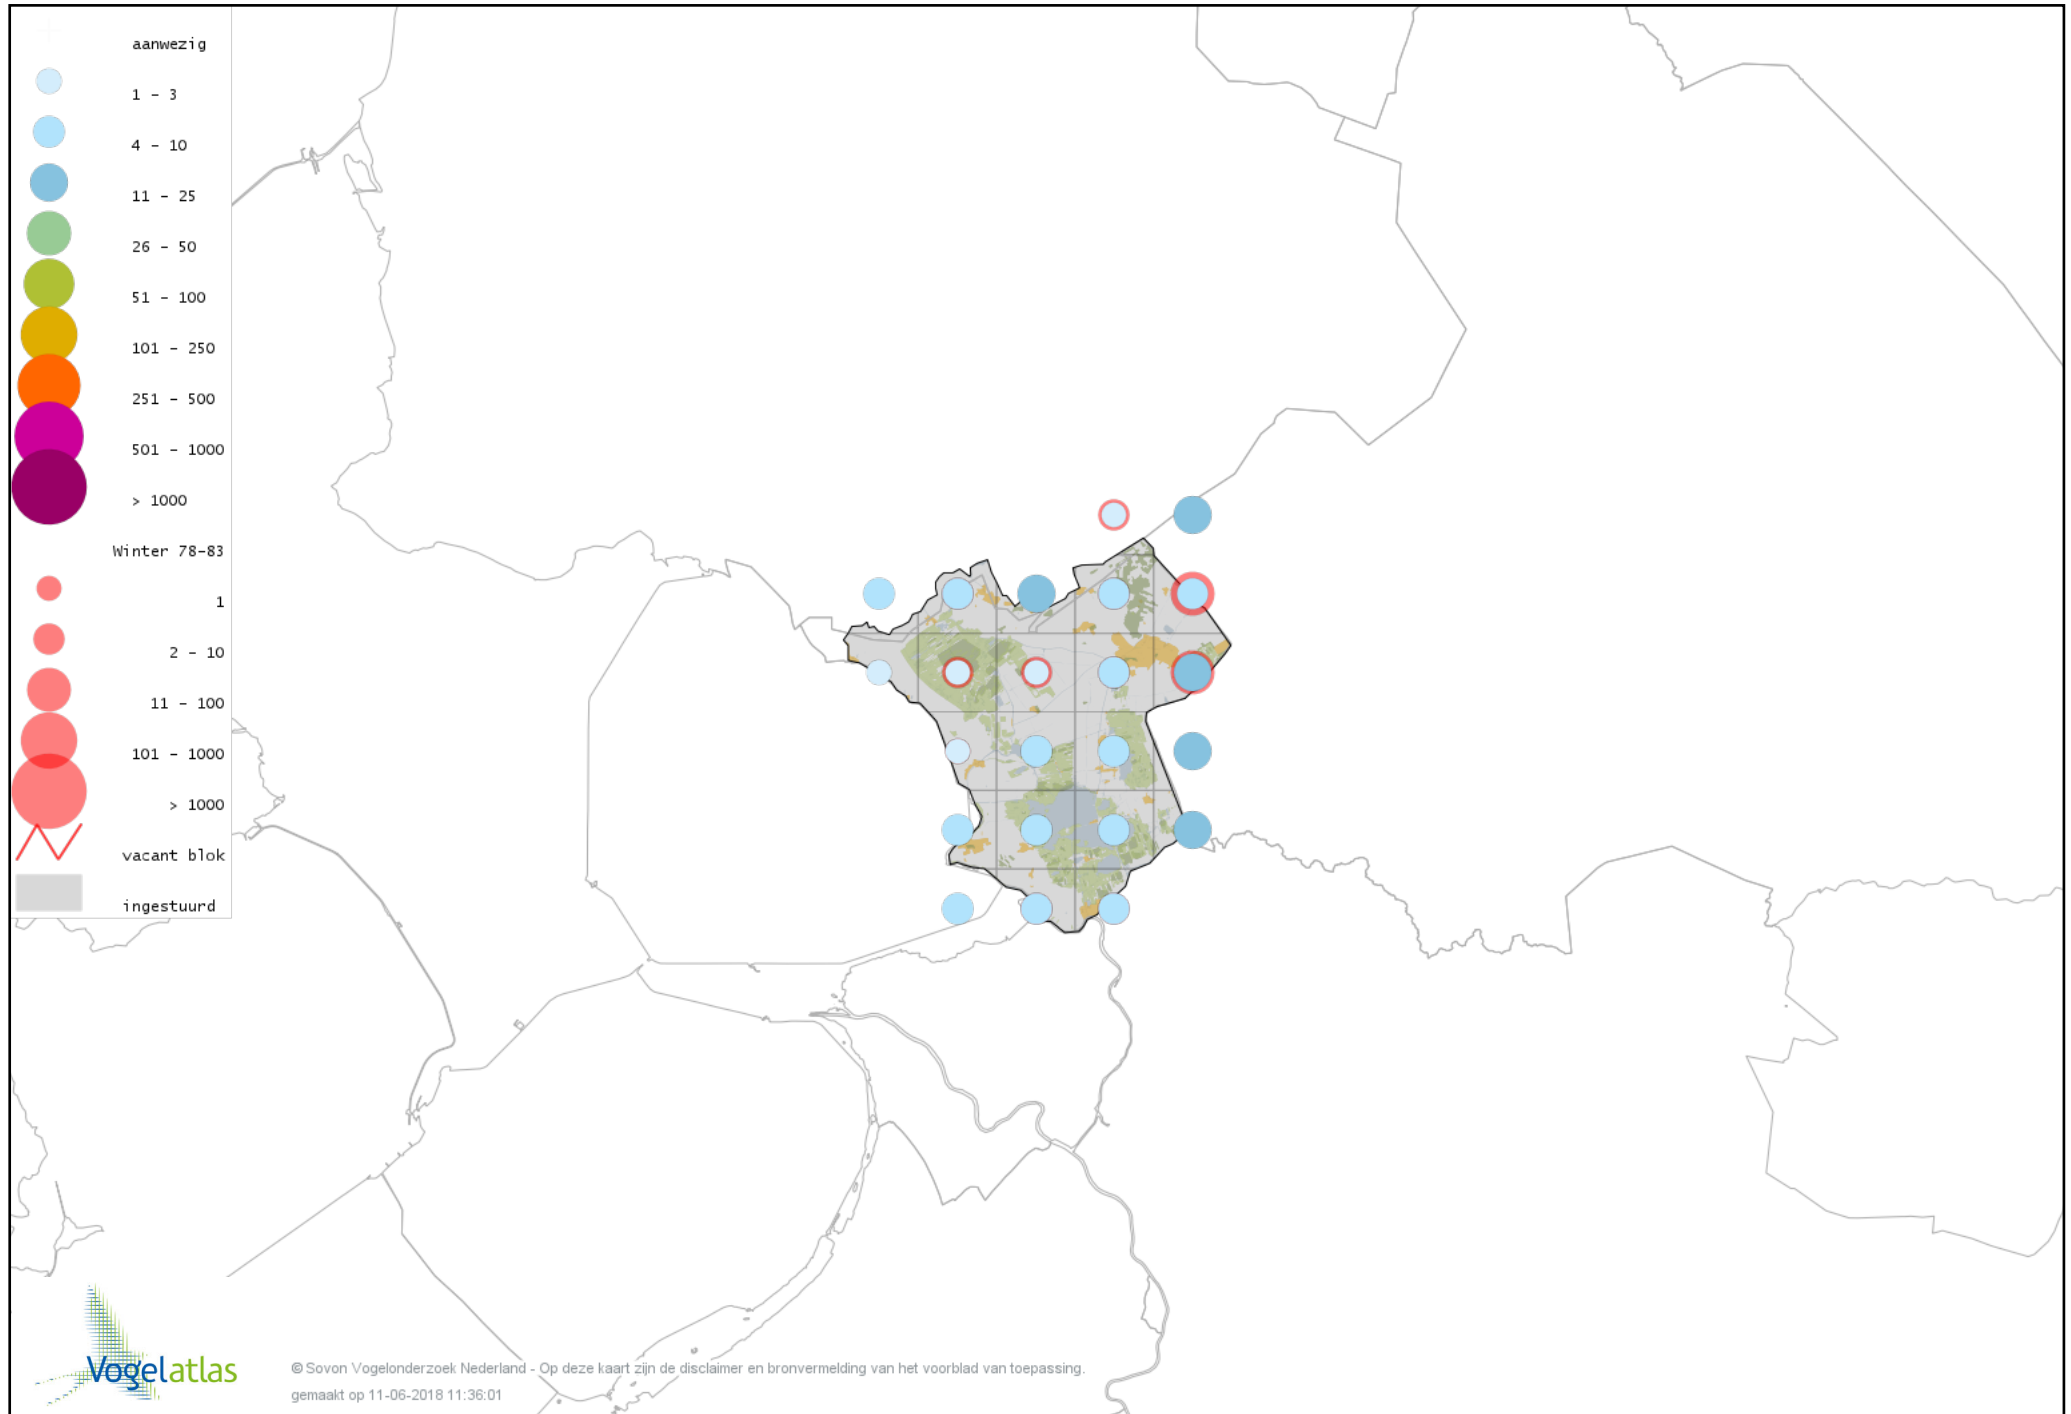 aanwezig
1 - 3
4 - 10
11 - 25
26 - 50
51 - 100
101 - 250
251 - 500
501 - 1000
> 1000
Winter 78-83
1
2 - 10
11 - 100
101 - 1000
> 1000
vacant blok
ingestuurd
Vogelatlas
© Sovon Vogelonderzoek Nederland - Op deze kaart zijn de disclaimer en bronvermelding van het voorblad van toepassing.
gemaakt op 11-06-2018 11:36:01